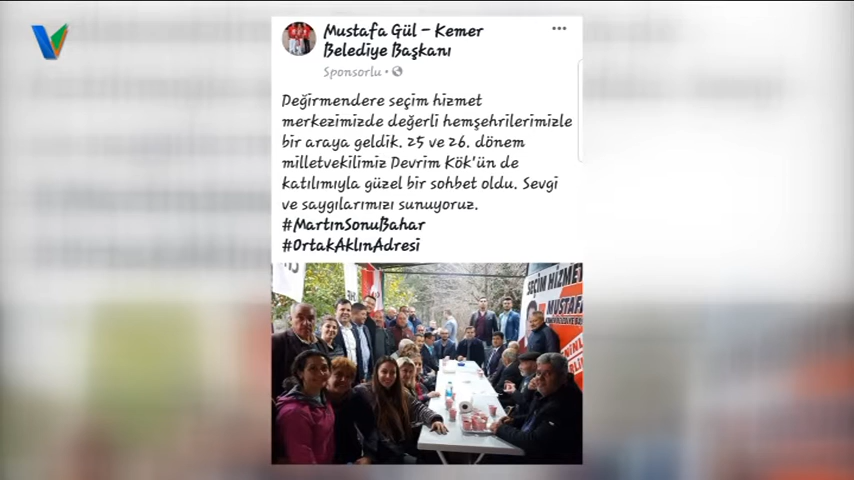 Mustafa Gül - Kemer
Belediye Başkanı
Sponsorlu
Değirmendere seçim hizmet
merkezimizde değerli hemşehrilerimizle
bir araya geldik. 25 ve 26. dönem
milletvekilimiz Devrim Kök'ün de
katılımıyla güzel bir sohbet oldu. Sevgi
ve saygılarımızı sunuyoruz.
#MartınSonuBahar
#OrtakAklınAdresi
SEÇİM HİZMET
MUSTAFA